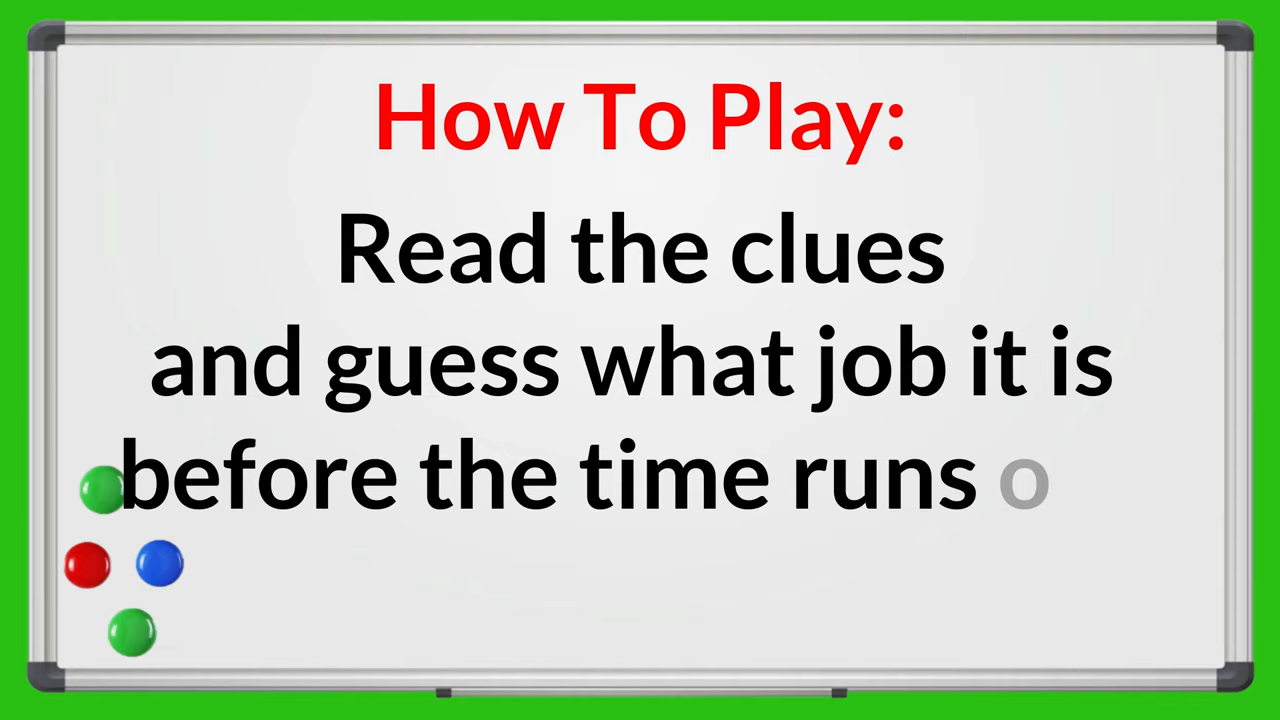 How To Play:
Read the clues
and guess what job it is
before the time runs o